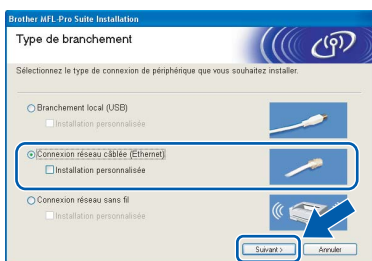 Brother MFL-Pro Suite Installation
Type de branchement
Sélectionnez le type de connexion de périphérique que vous souhaitez installer.
Branchement local (USB)
Installation personnalisée
Connexion réseau câblée (Ethernet)
Installation personnalisée
Connexion réseau sans fil
Installation personnalisée
Suivant >
Annuler